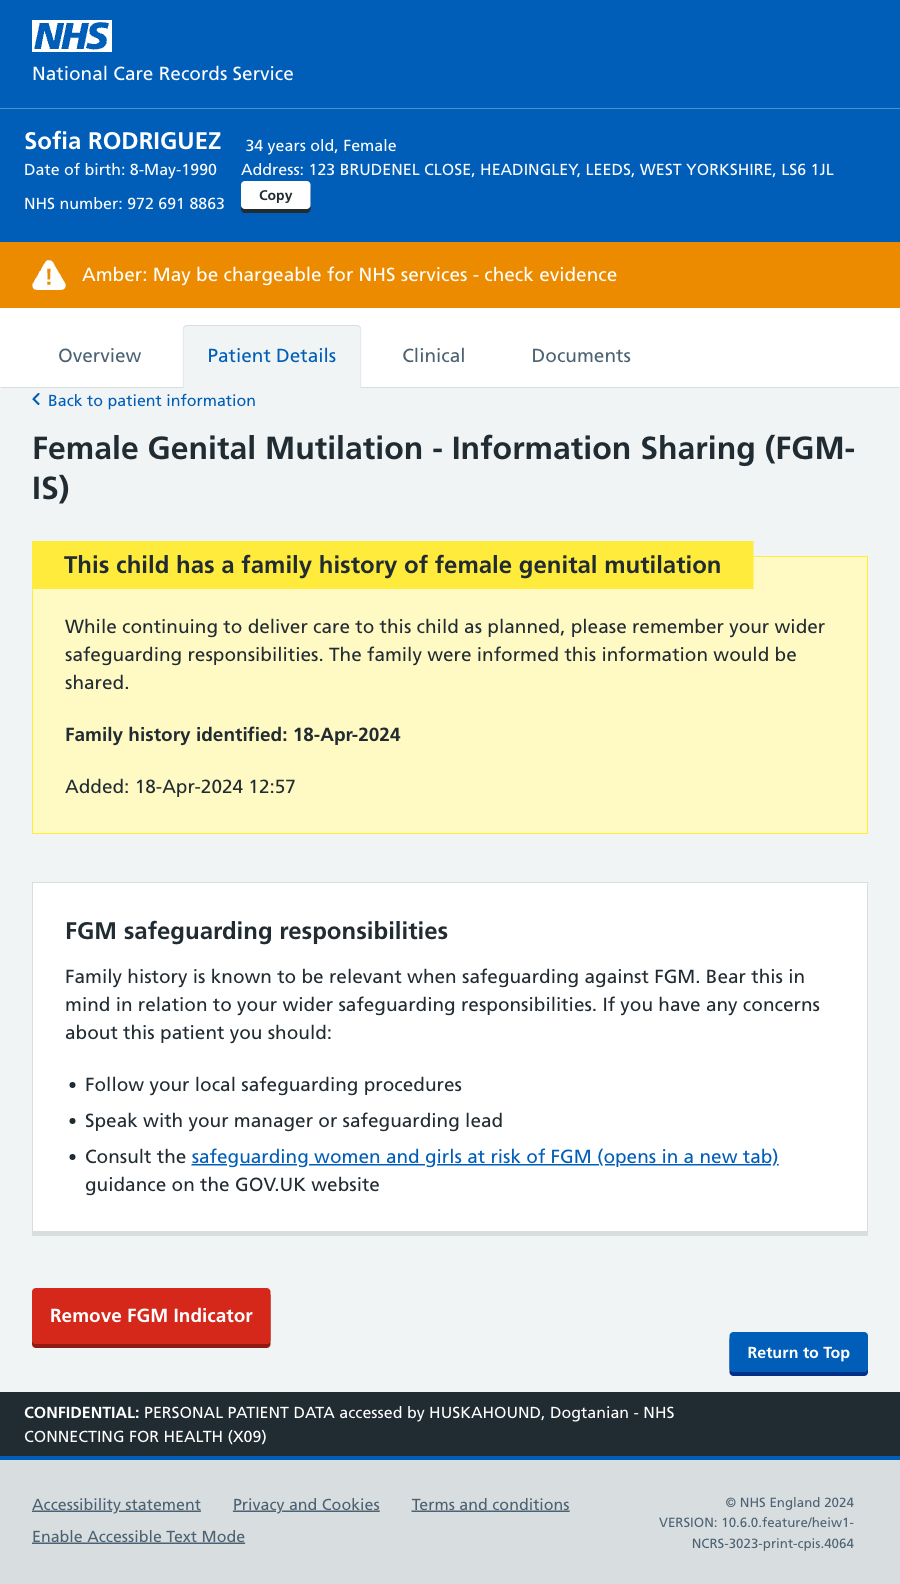 NHS
National Care Records Service
Sofia RODRIGUEZ
34 years old, Female
Date of birth: 8-May-1990
Address: 123 BRUDENEL CLOSE, HEADINGLEY, LEEDS, WEST YORKSHIRE, LS6 1JL
NHS number: 972 691 8863
Copy
Amber: May be chargeable for NHS services - check evidence
Overview
Patient Details
Clinical
Documents
Back to patient information
Female Genital Mutilation - Information Sharing (FGM-
IS)
This child has a family history of female genital mutilation
While continuing to deliver care to this child as planned, please remember your wider
safeguarding responsibilities. The family were informed this information would be
shared.
Family history identified: 18-Apr-2024
Added: 18-Apr-2024 12:57
FGM safeguarding responsibilities
Family history is known to be relevant when safeguarding against FGM. Bear this in
mind in relation to your wider safeguarding responsibilities. If you have any concerns
about this patient you should:
• Follow your local safeguarding procedures
• Speak with your manager or safeguarding lead
• Consult the safeguarding women and girls at risk of FGM (opens in a new tab)
guidance on the GOV.UK website
Remove FGM Indicator
Return to Top
CONFIDENTIAL: PERSONAL PATIENT DATA accessed by HUSKAHOUND, Dogtanian - NHS
CONNECTING FOR HEALTH (X09)
Accessibility statement
Privacy and Cookies
Terms and conditions
Enable Accessible Text Mode
© NHS England 2024
VERSION: 10.6.0.feature/heiw1-
NCRS-3023-print-cpis.4064